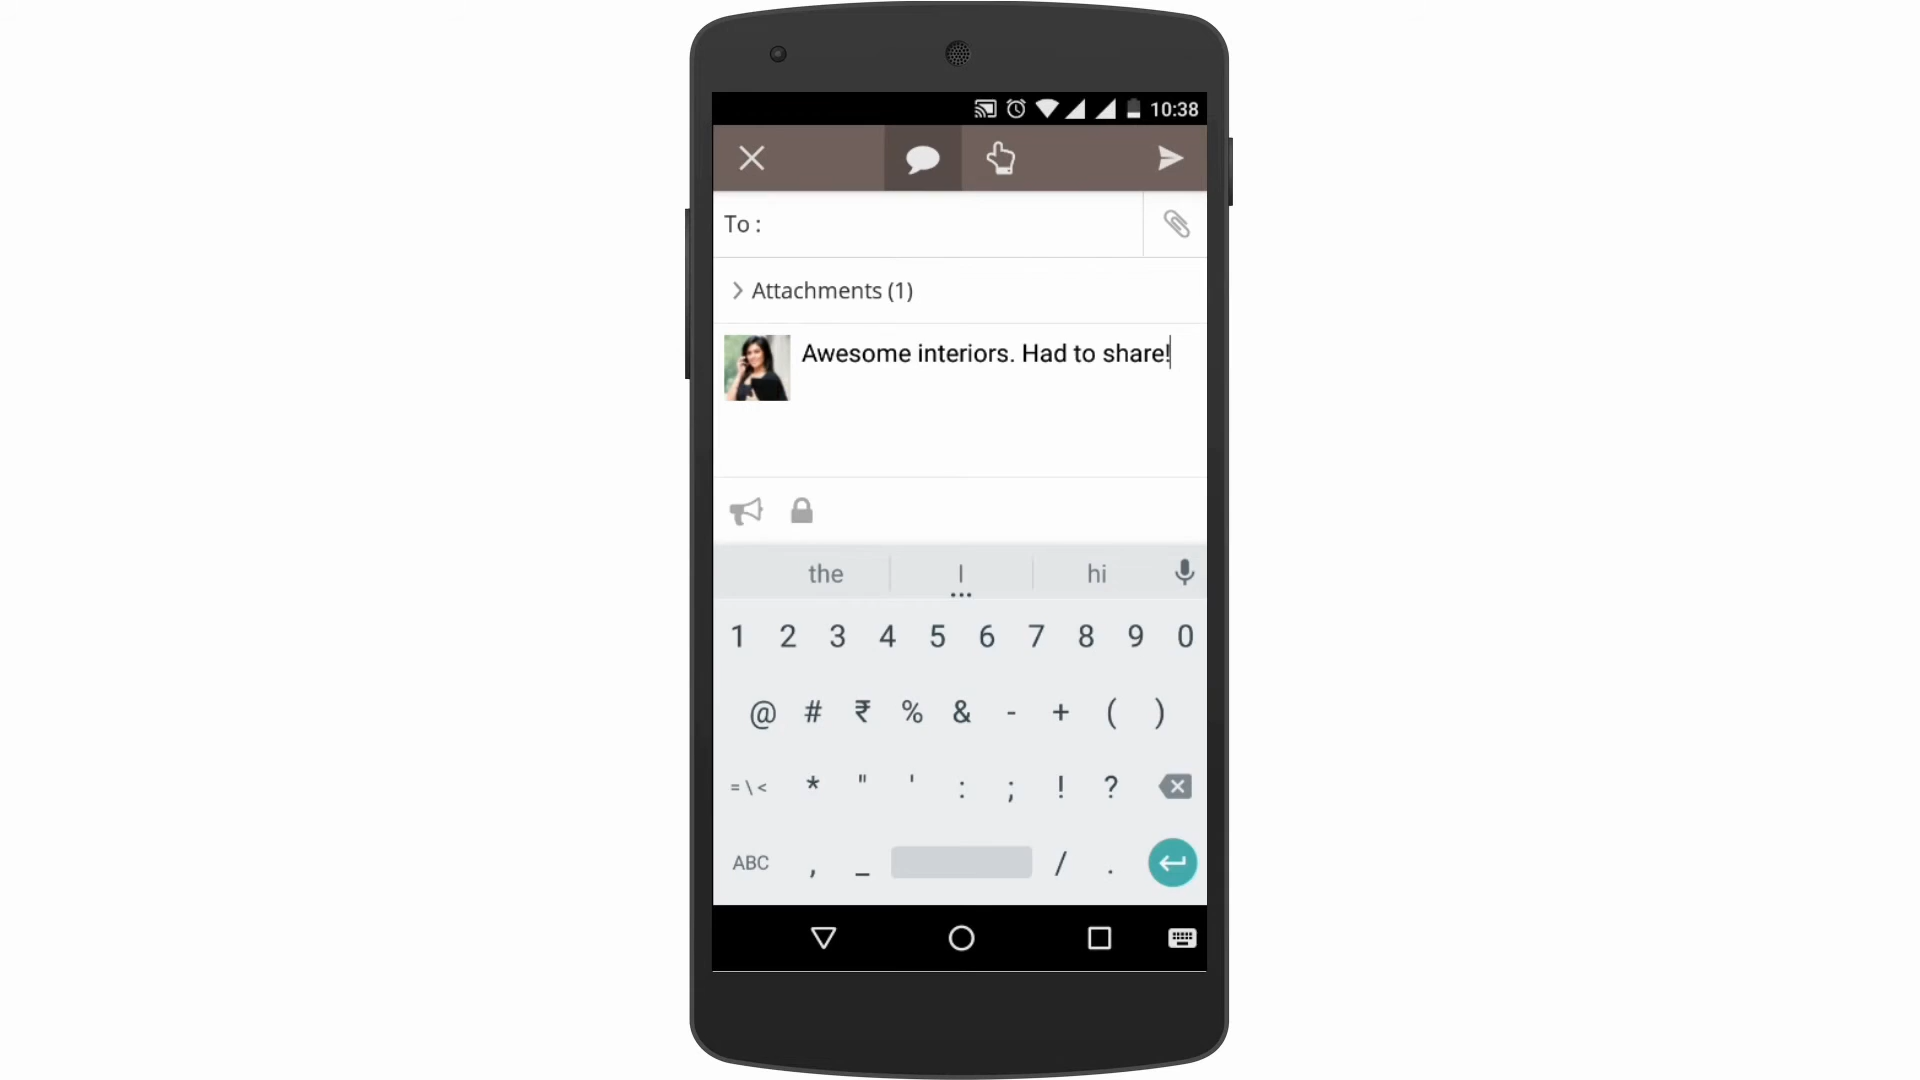 10:38
To :
Attachments (1)
Awesome interiors. Had to share!
the I hi
1 2 3 4 5 6 7 8 9 0
@ # ₹ % & - + ( )
= \ < * " ' : ; ! ?
ABC , _ / .